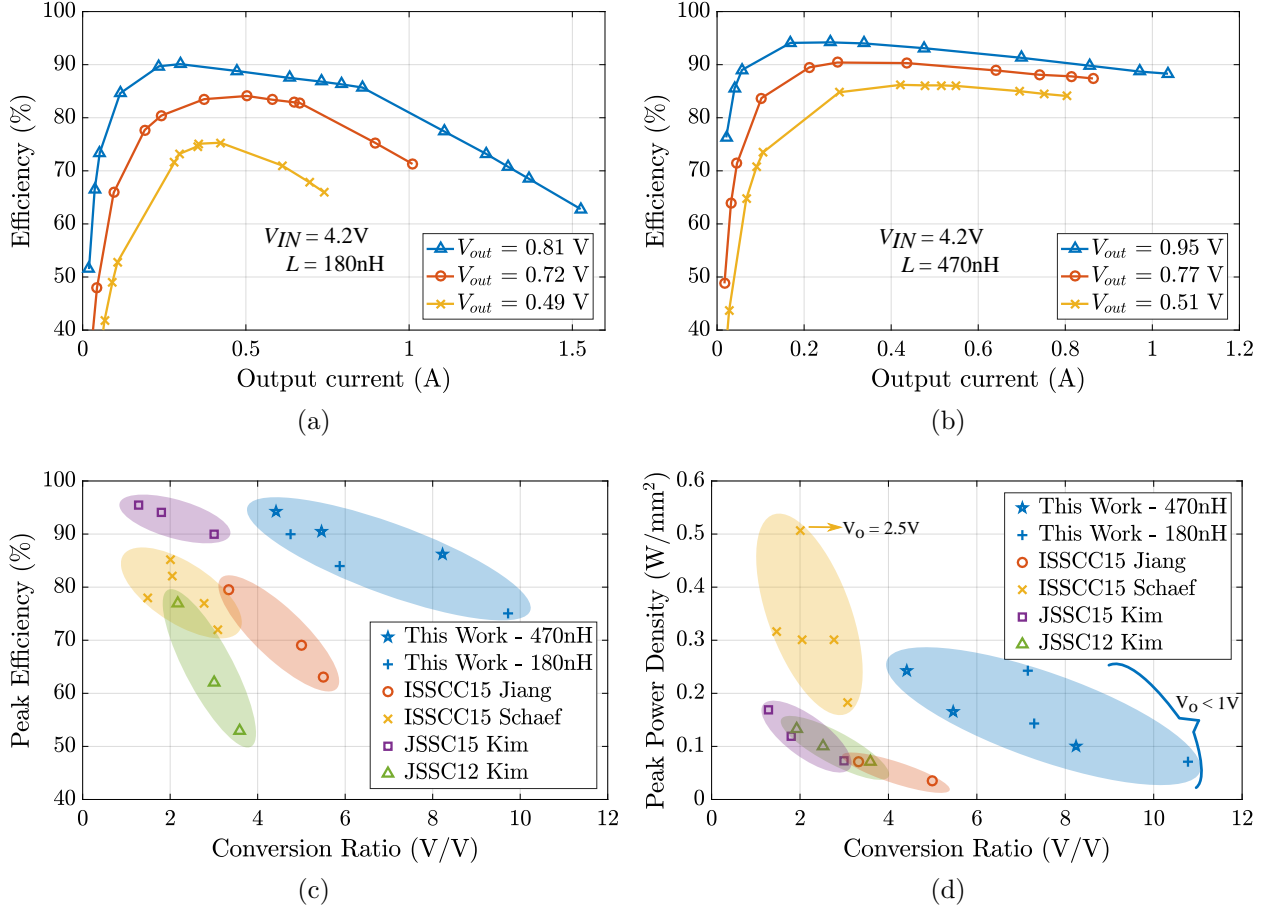 100
90
80
70
60
50
40
Efficiency (%)
0 0.5 1 1.5
Output current (A)
V_IN = 4.2V
L = 180nH
V_out = 0.81 V
V_out = 0.72 V
V_out = 0.49 V
(a)
100
90
80
70
60
50
40
Efficiency (%)
0 0.2 0.4 0.6 0.8 1 1.2
Output current (A)
V_IN = 4.2V
L = 470nH
V_out = 0.95 V
V_out = 0.77 V
V_out = 0.51 V
(b)
100
90
80
70
60
50
40
Peak Efficiency (%)
0 2 4 6 8 10 12
Conversion Ratio (V/V)
This Work - 470nH
This Work - 180nH
ISSCC15 Jiang
ISSCC15 Schaef
JSSC15 Kim
JSSC12 Kim
(c)
0.6
0.5
0.4
0.3
0.2
0.1
0
Peak Power Density (W/mm²)
0 2 4 6 8 10 12
Conversion Ratio (V/V)
V_o = 2.5V
This Work - 470nH
This Work - 180nH
ISSCC15 Jiang
ISSCC15 Schaef
JSSC15 Kim
JSSC12 Kim
V_o < 1V
(d)